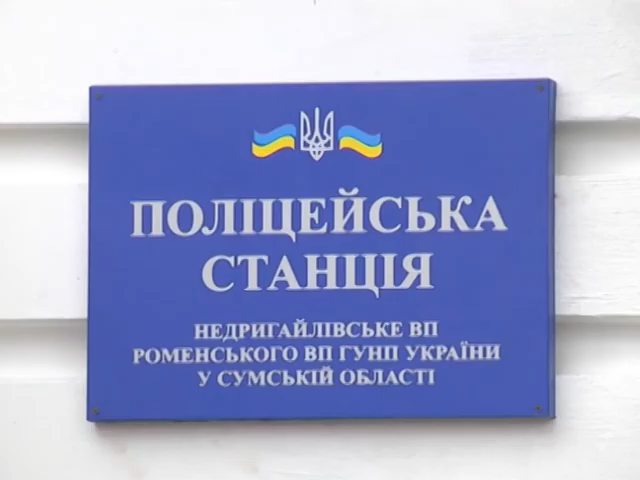 ПОЛІЦЕЙСЬКА
СТАНЦІЯ
НЕДРИГАЙЛІВСЬКЕ ВП
РОМЕНСЬКОГО ВП ГУНП УКРАЇНИ
У СУМСЬКІЙ ОБЛАСТІ